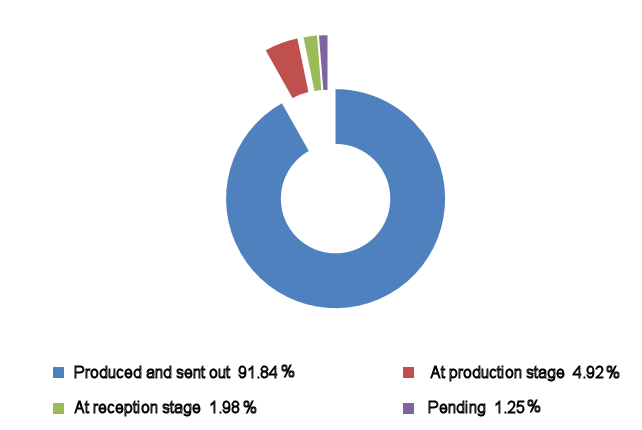 Produced and sent out 91.84 % At production stage 4.92 %
At reception stage 1.98 % Pending 1.25 %